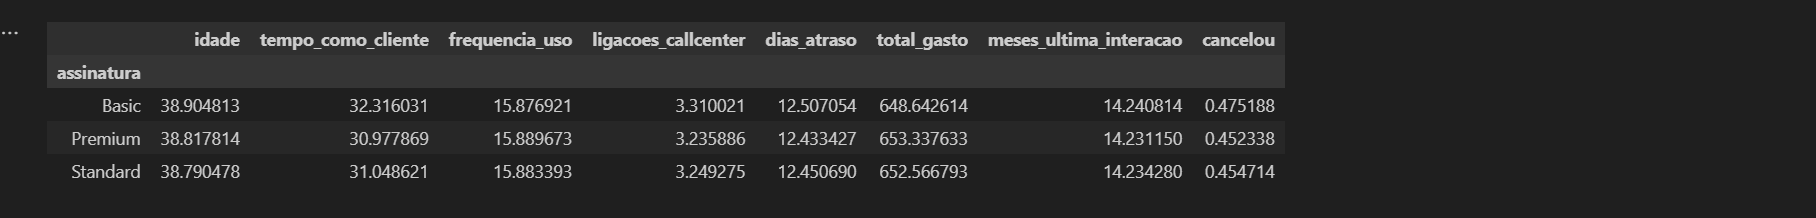 ...
idade tempo_como_cliente frequencia_uso ligacoes_callcenter dias_atraso total_gasto meses_ultima_interacao cancelou
assinatura
Basic 38.904813 32.316031 15.876921 3.310021 12.507054 648.642614 14.240814 0.475188
Premium 38.817814 30.977869 15.889673 3.235886 12.433427 653.337633 14.231150 0.452338
Standard 38.790478 31.048621 15.883393 3.249275 12.450690 652.566793 14.234280 0.454714